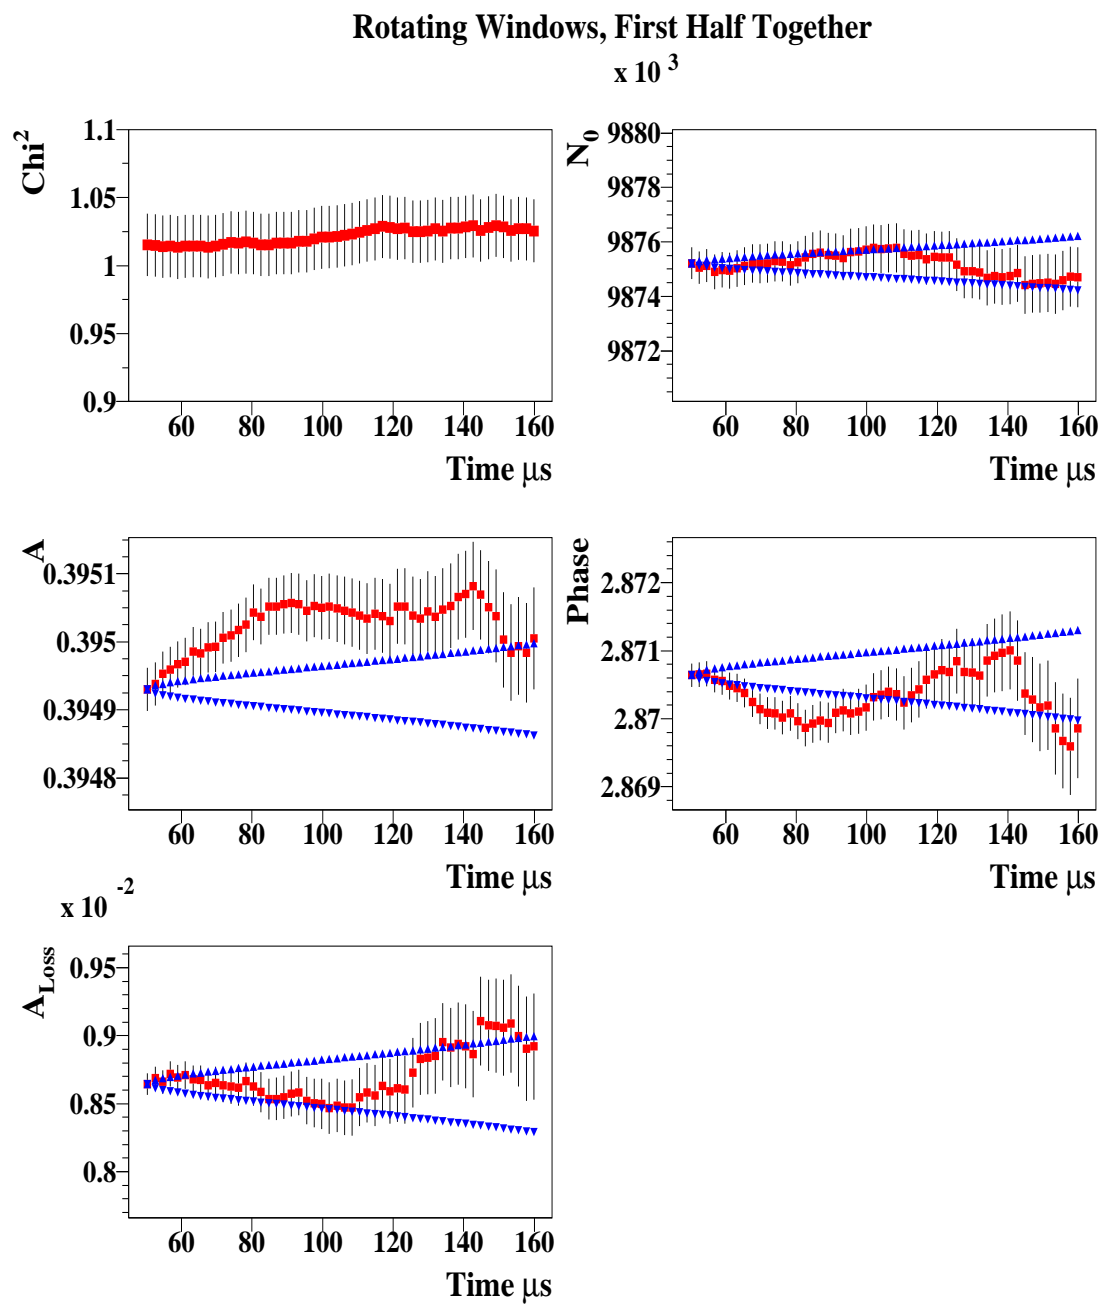 Rotating Windows, First Half Together
x 10 3
Chi2
1.1
1.05
1
0.95
0.9
60 80 100 120 140 160
Time μs
N0
9880
9878
9876
9874
9872
60 80 100 120 140 160
Time μs
A
0.3951
0.395
0.3949
0.3948
60 80 100 120 140 160
Time μs
Phase
2.872
2.871
2.87
2.869
60 80 100 120 140 160
Time μs
x 10 -2
ALoss
0.95
0.9
0.85
0.8
60 80 100 120 140 160
Time μs